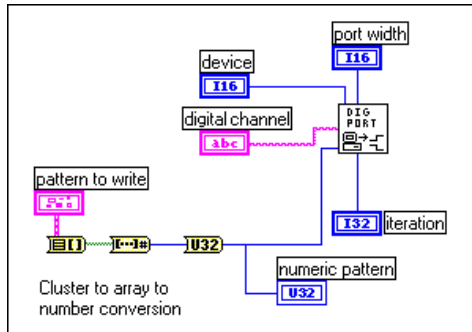 port width
I16
device
I16
DIG
PORT
digital channel
abc
pattern to write
[···]#
U32
I32
iteration
numeric pattern
U32
Cluster to array to
number conversion